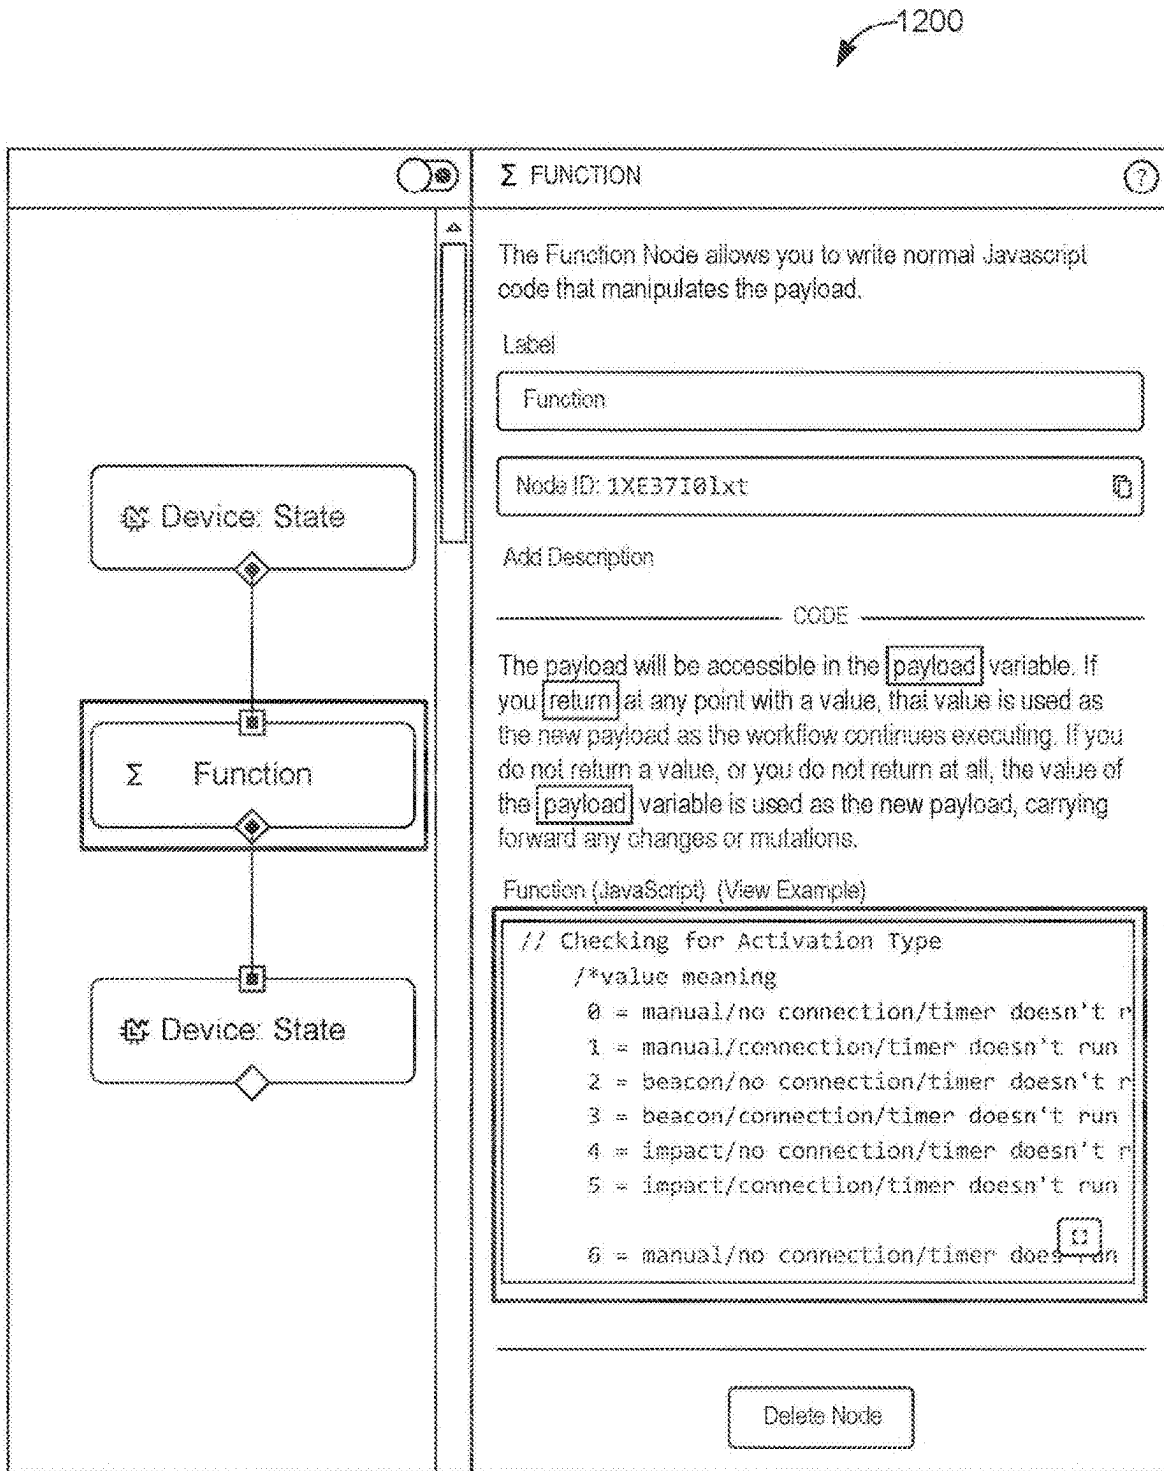 1200
Σ FUNCTION
?
The Function Node allows you to write normal Javascript
code that manipulates the payload.
Label
Function
Node ID: 1XE37I0lxt
Add Description
CODE
The payload will be accessible in the payload variable. If
you return at any point with a value, that value is used as
the new payload as the workflow continues executing. If you
do not return a value, or you do not return at all, the value of
the payload variable is used as the new payload, carrying
forward any changes or mutations.
Function (JavaScript) (View Example)
// Checking for Activation Type
/*value meaning
0 = manual/no connection/timer doesn't r
1 = manual/connection/timer doesn't run
2 = beacon/no connection/timer doesn't r
3 = beacon/connection/timer doesn't run
4 = impact/no connection/timer doesn't r
5 = impact/connection/timer doesn't run
6 = manual/no connection/timer does run
Delete Node
Device: State
Σ Function
Device: State